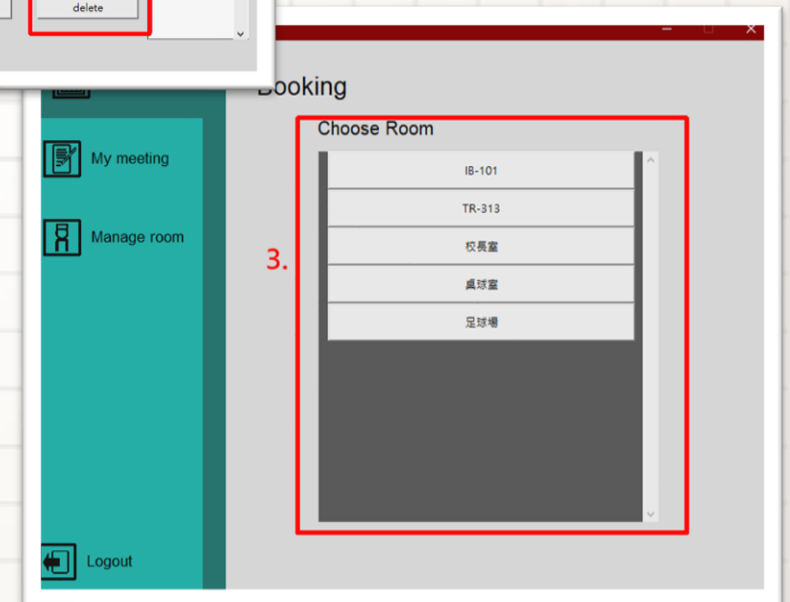 delete
Booking
Choose Room
My meeting
Manage room
3.
IB-101
TR-313
校長室
桌球室
足球場
Logout